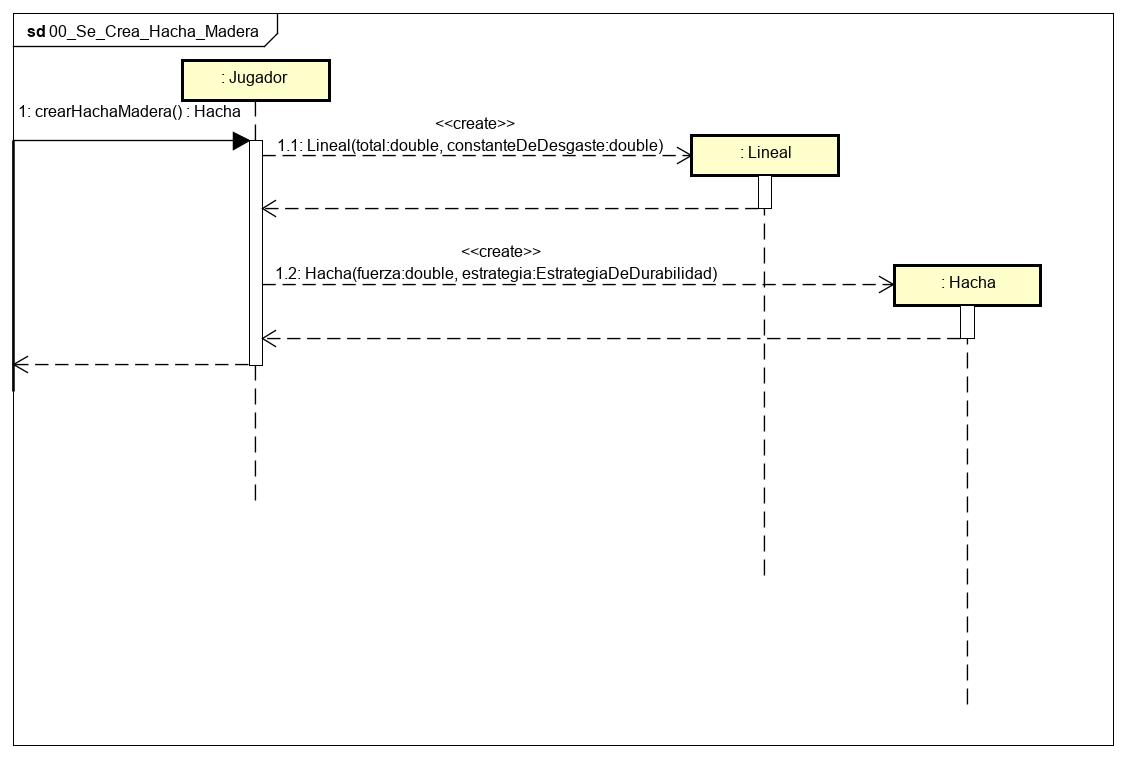 sd 00_Se_Crea_Hacha_Madera
: Jugador
1: crearHachaMadera() : Hacha
<<create>>
1.1: Lineal(total:double, constanteDeDesgaste:double)
: Lineal
<<create>>
1.2: Hacha(fuerza:double, estrategia:EstrategiaDeDurabilidad)
: Hacha